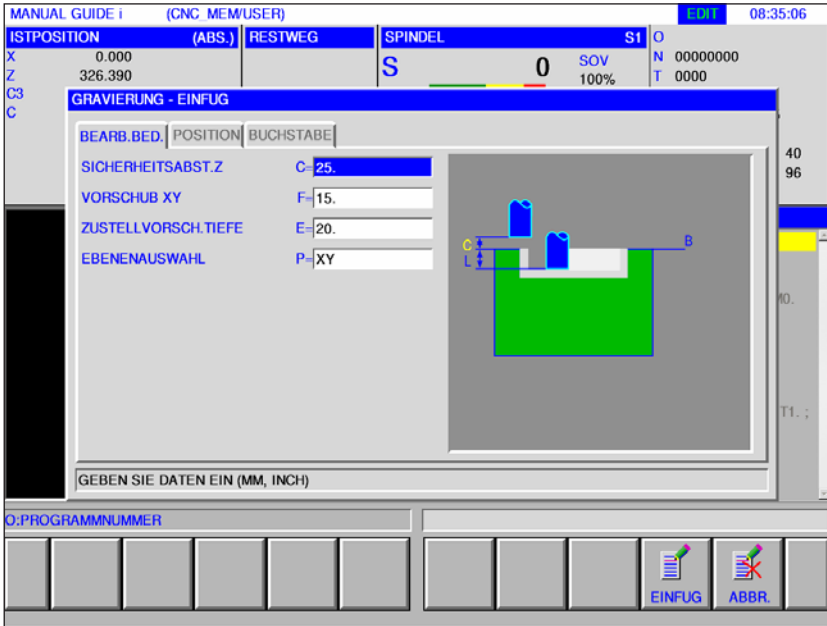 MANUAL GUIDE i (CNC_MEM/USER) EDIT 08:35:06
ISTPOSITION (ABS.) RESTWEG SPINDEL S1 O
X 0.000 N 00000000
S 0 SOV
Z 326.390 100% T 0000
C3
C
GRAVIERUNG - EINFUG
BEARB.BED. POSITION BUCHSTABE
SICHERHEITSABST.Z C=25.
VORSCHUB XY F=15.
ZUSTELLVORSCH.TIEFE E=20.
EBENENAUSWAHL P=XY
C
L
B
40
96
M0.
T1. ;
GEBEN SIE DATEN EIN (MM, INCH)
O:PROGRAMMNUMMER
EINFUG ABBR.